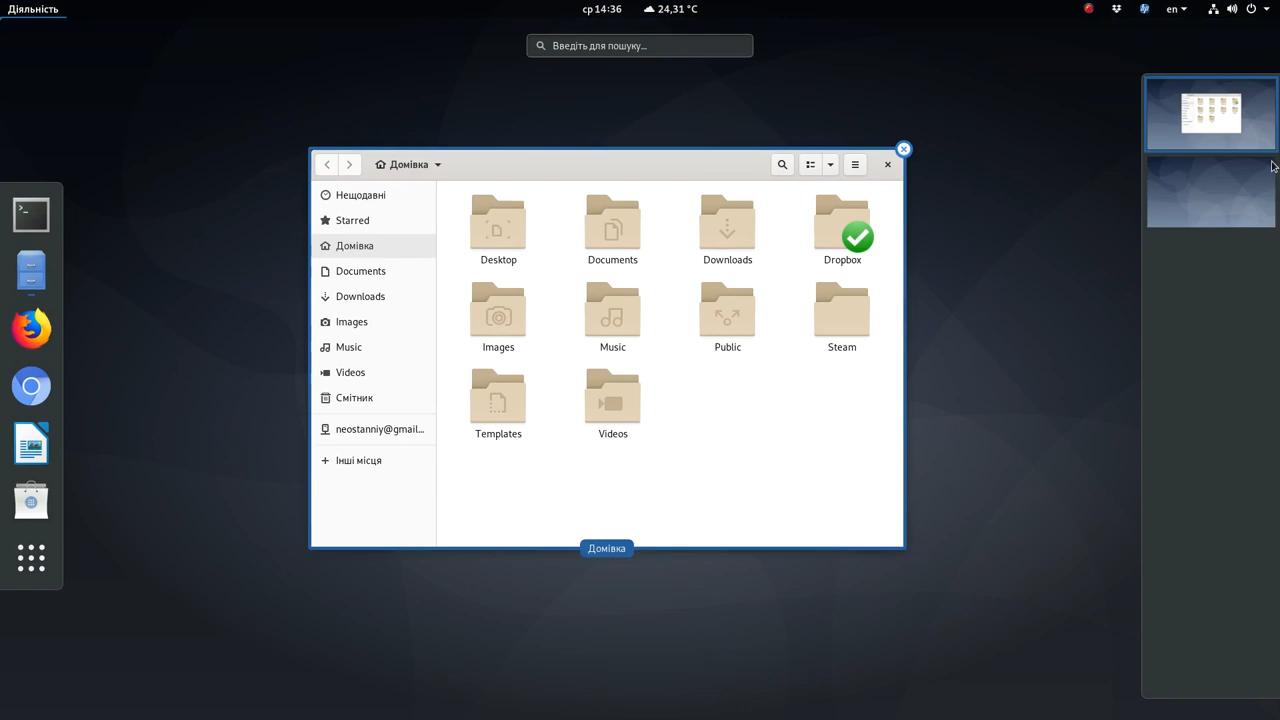 Діяльність
ср 14:36
24,31 °C
en
Введіть для пошуку...
Домівка
Нещодавні
Starred
Домівка
Documents
Downloads
Images
Music
Videos
Смітник
neostanniy@gmail...
Інші місця
Desktop
Documents
Downloads
Dropbox
Images
Music
Public
Steam
Templates
Videos
Домівка